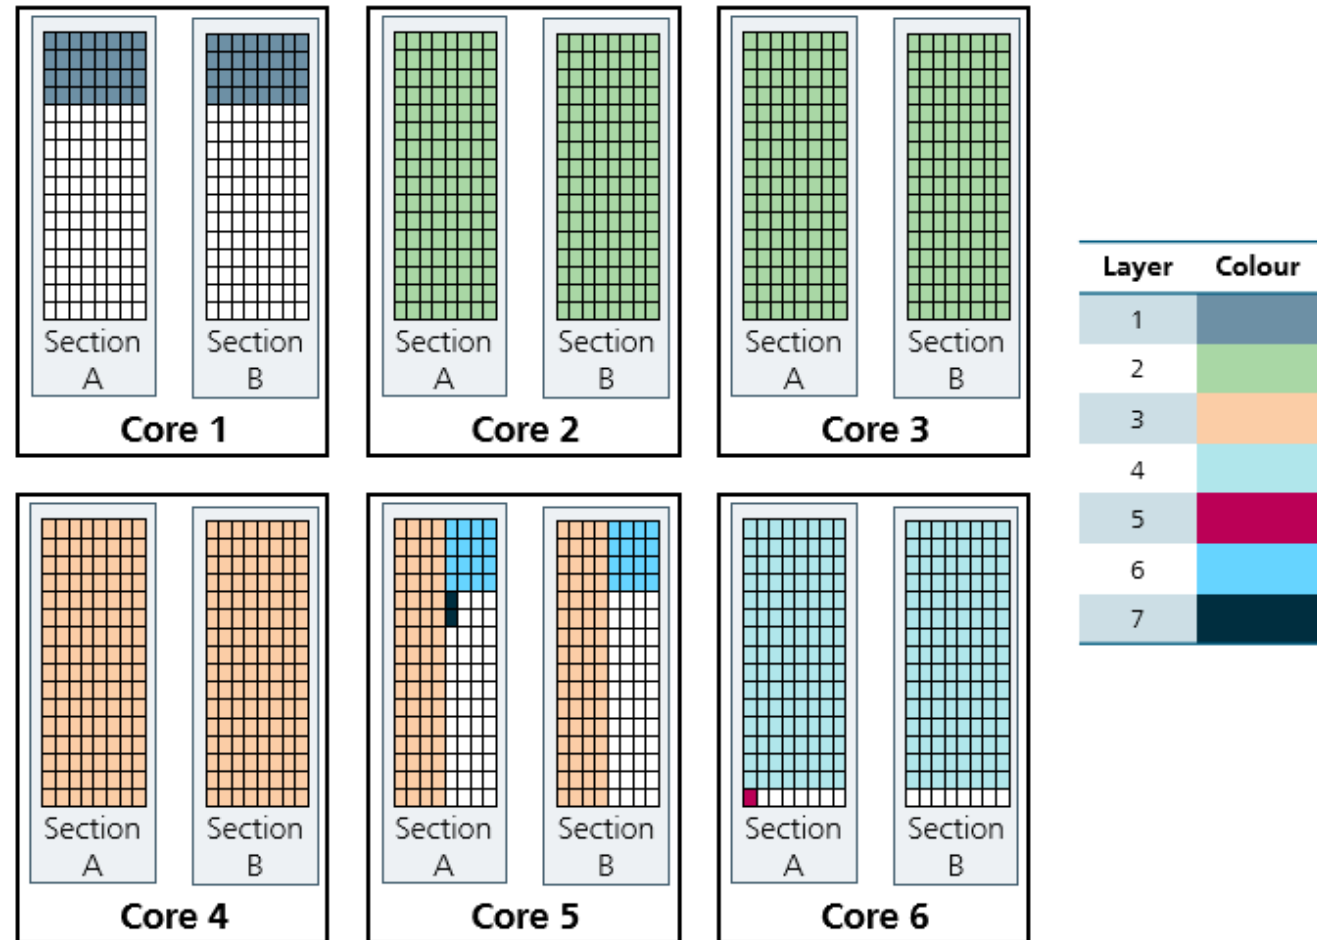 Section A
Section B
Core 1
Section A
Section B
Core 2
Section A
Section B
Core 3
Section A
Section B
Core 4
Section A
Section B
Core 5
Section A
Section B
Core 6
Layer Colour
1
2
3
4
5
6
7